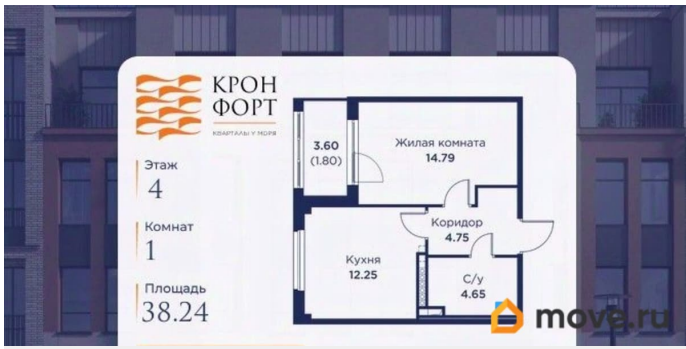 КРОН
ФОРТ
КВАРТАЛЫ У МОРЯ
Этаж
4
Комнат
1
Площадь
38.24
3.60
(1.80)
Жилая комната
14.79
Коридор
4.75
Кухня
12.25
С/у
4.65
move.ru